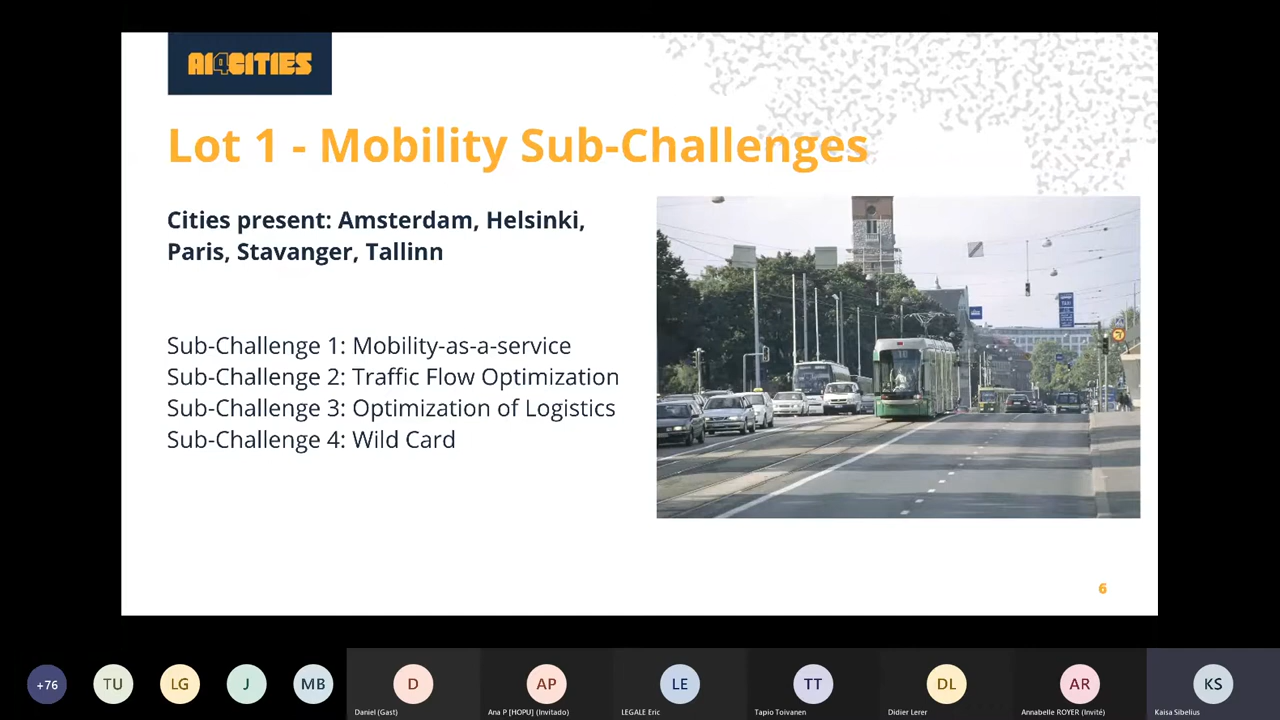 AI4CITIES
Lot 1 - Mobility Sub-Challenges
Cities present: Amsterdam, Helsinki,
Paris, Stavanger, Tallinn
Sub-Challenge 1: Mobility-as-a-service
Sub-Challenge 2: Traffic Flow Optimization
Sub-Challenge 3: Optimization of Logistics
Sub-Challenge 4: Wild Card
TAXI
6
+76
TU
LG
J
MB
D
AP
LE
TT
DL
AR
KS
Daniel (Gast)
Ana P [HOPU] (Invitado)
LEGALE Eric
Tapio Toivanen
Didier Lerer
Annabelle ROYER (Invité)
Kaisa Sibelius